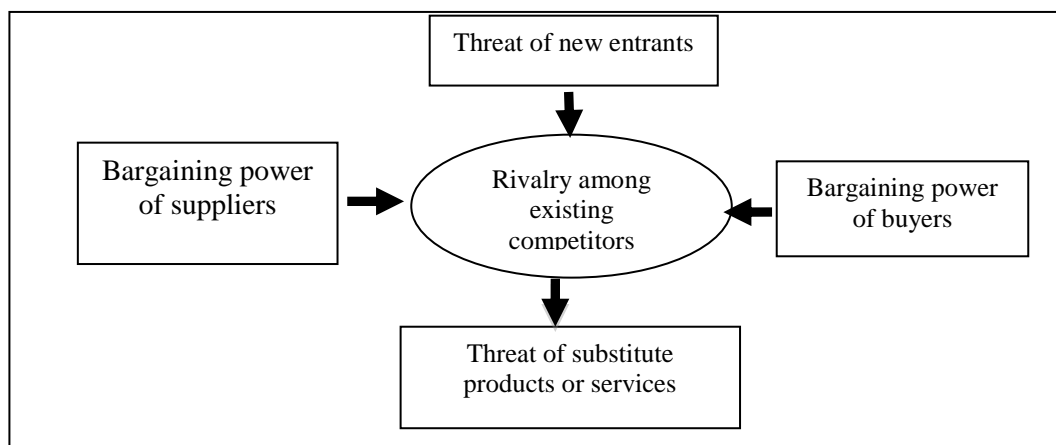 Threat of new entrants
Bargaining power
of suppliers
Rivalry among
existing
competitors
Bargaining power
of buyers
Threat of substitute
products or services